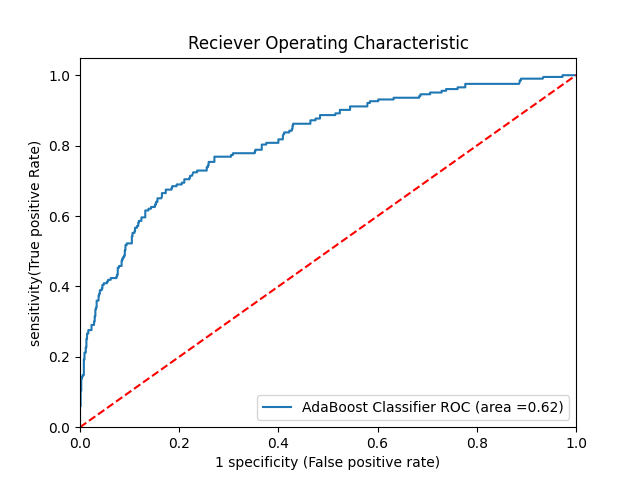 Reciever Operating Characteristic
1.0
0.8
0.6
0.4
0.2
0.0
sensitivity(True positive Rate)
AdaBoost Classifier ROC (area =0.62)
0.0 0.2 0.4 0.6 0.8 1.0
1 specificity (False positive rate)